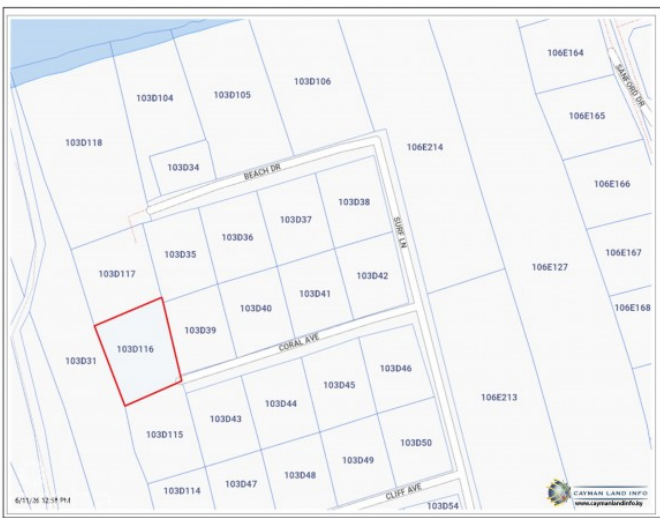 106E164
103D104
103D105
103D106
SANFORD DR
106E165
103D118
103D34
106E214
BEACH DR
106E166
103D38
103D37
103D36
103D35
SURF LN
106E167
103D117
106E127
103D42
103D41
103D40
103D39
106E168
103D116
CORAL AVE
103D31
103D46
103D45
103D44
103D43
106E213
103D115
103D50
103D49
103D48
103D47
103D114
CLIFF AVE
103D54
CAYMAN LAND INFO
www.caymanlandinfo.ky